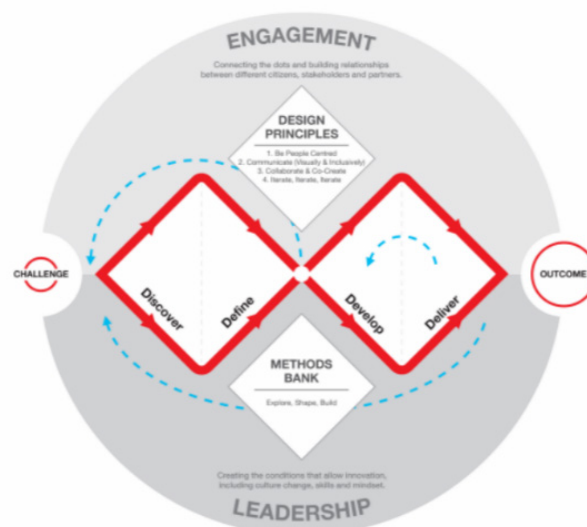 ENGAGEMENT
Connecting the dots and building relationships
between different citizens, stakeholders and partners.
DESIGN
PRINCIPLES
1. Be People Centred
2. Communicate (Visually & Inclusively)
3. Collaborate & Co-Create
4. Iterate, Iterate, Iterate
CHALLENGE
OUTCOME
Discover
Define
Develop
Deliver
METHODS
BANK
Explore, Shape, Build
Creating the conditions that allow innovation,
including culture change, skills and mindset.
LEADERSHIP